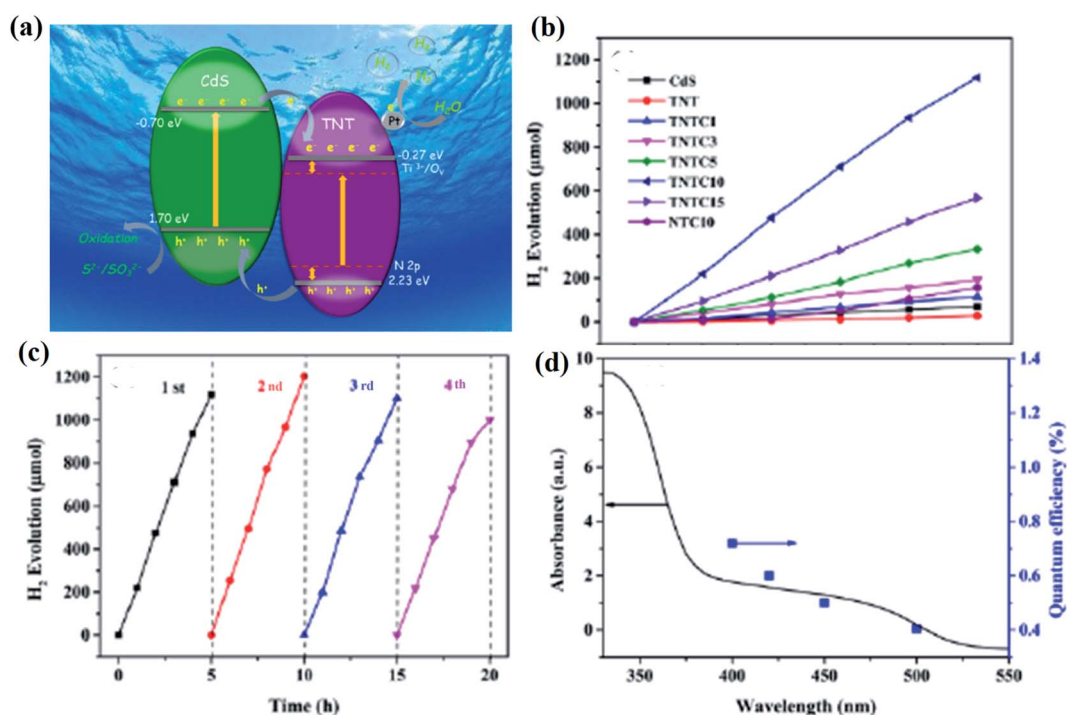 (a)
CdS
e⁻ e⁻ e⁻ e⁻
-0.70 eV
1.70 eV
h⁺ h⁺ h⁺ h⁺
Oxidation
S²⁻/SO₃²⁻
TNT
e⁻ e⁻ e⁻ e⁻
-0.27 eV
Ti³⁺/Oᵥ
N 2p
2.23 eV
h⁺ h⁺ h⁺ h⁺
h⁺
Pt
H₂
H₂
H₂
H₂O
(b)
H₂ Evolution (μmol)
1200
1000
800
600
400
200
0
CdS
TNT
TNTC1
TNTC3
TNTC5
TNTC10
TNTC15
NTC10
(c)
H₂ Evolution (μmol)
1200
1000
800
600
400
200
0
1 st
2 nd
3 rd
4 th
0 5 10 15 20
Time (h)
(d)
Absorbance (a.u.)
10
8
6
4
2
0
1.4
1.2
1.0
0.8
0.6
0.4
Quantum efficiency (%)
350 400 450 500 550
Wavelength (nm)